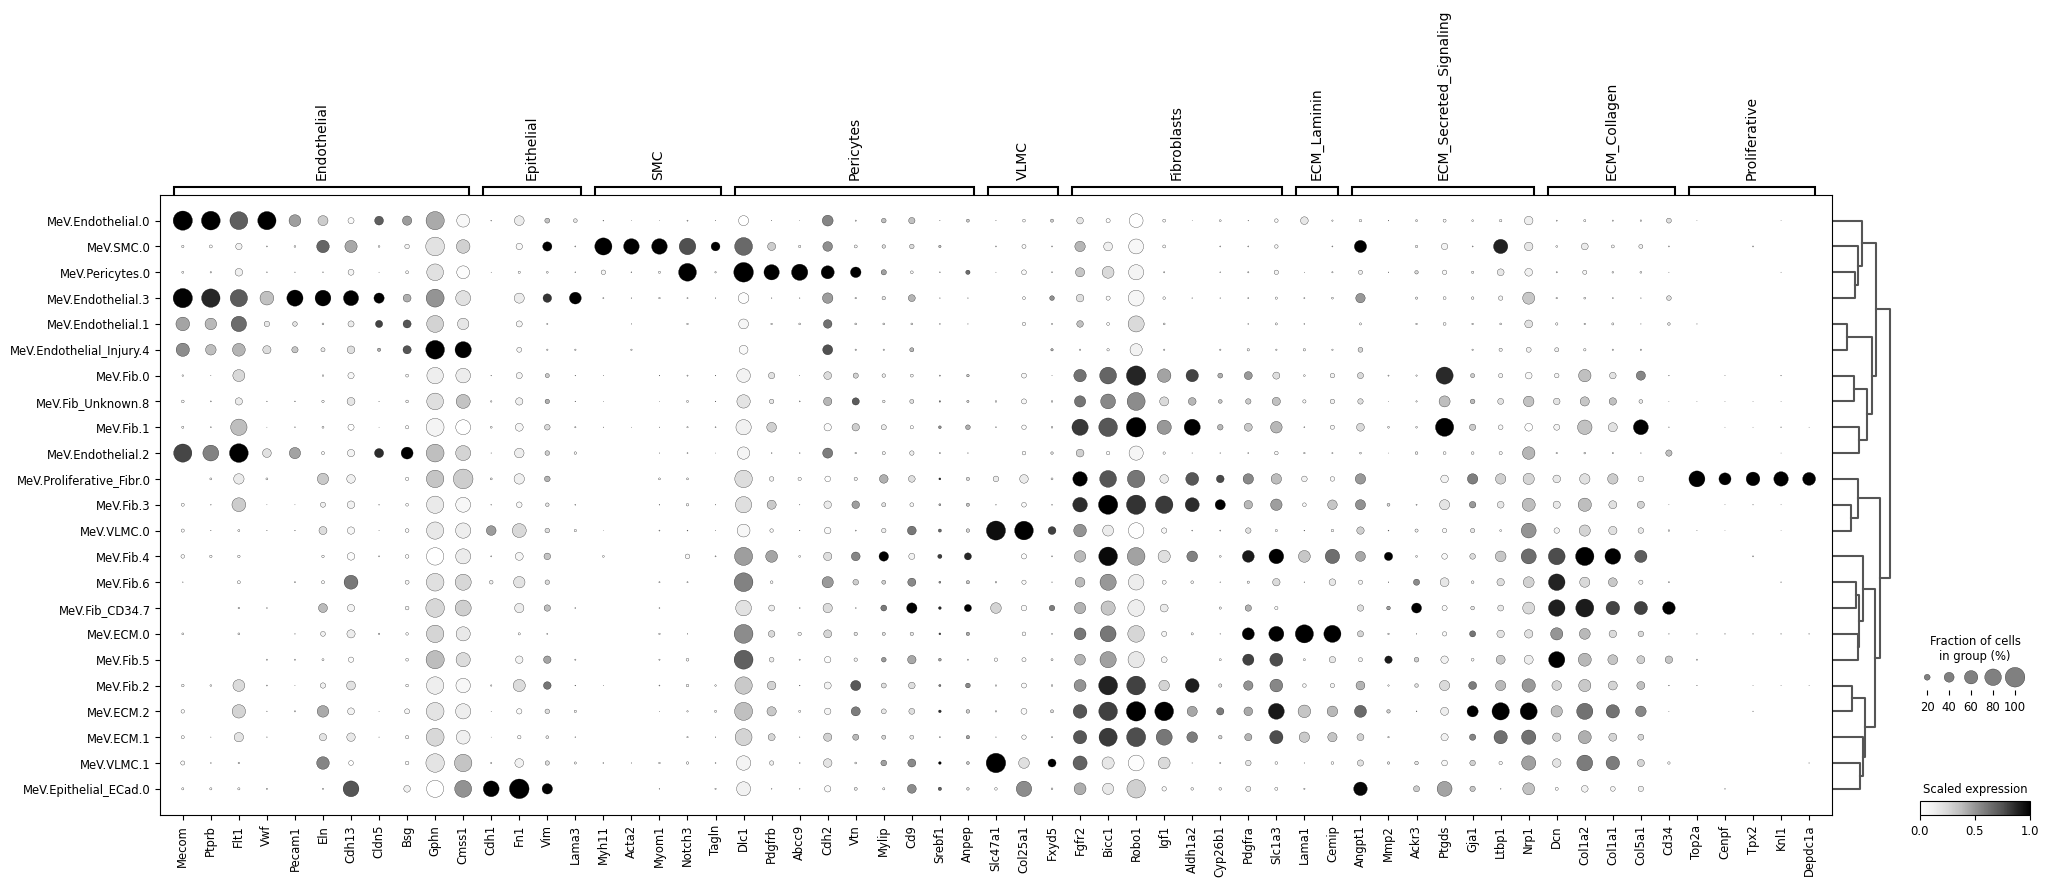 Endothelial
Epithelial
SMC
Pericytes
VLMC
Fibroblasts
ECM_Laminin
ECM_Secreted_Signaling
ECM_Collagen
Proliferative
MeV.Endothelial.0
MeV.SMC.0
MeV.Pericytes.0
MeV.Endothelial.3
MeV.Endothelial.1
MeV.Endothelial_Injury.4
MeV.Fib.0
MeV.Fib_Unknown.8
MeV.Fib.1
MeV.Endothelial.2
MeV.Proliferative_Fibr.0
MeV.Fib.3
MeV.VLMC.0
MeV.Fib.4
MeV.Fib.6
MeV.Fib_CD34.7
MeV.ECM.0
MeV.Fib.5
MeV.Fib.2
MeV.ECM.2
MeV.ECM.1
MeV.VLMC.1
MeV.Epithelial_ECad.0
Mecom
Ptprb
Flt1
Vwf
Pecam1
Eln
Cdh13
Cldn5
Bsg
Gphn
Cmss1
Cdh1
Fn1
Vim
Lama3
Myh11
Acta2
Myom1
Notch3
Tagln
Dlc1
Pdgfrb
Abcc9
Cdh2
Vtn
Mylip
Cd9
Srebf1
Anpep
Slc47a1
Col25a1
Fxyd5
Fgfr2
Bicc1
Robo1
Igf1
Aldh1a2
Cyp26b1
Pdgfra
Slc1a3
Lama1
Cemip
Angpt1
Mmp2
Ackr3
Ptgds
Gja1
Ltbp1
Nrp1
Dcn
Col1a2
Col1a1
Col5a1
Cd34
Top2a
Cenpf
Tpx2
Knl1
Depdc1a
Fraction of cells
in group (%)
20 40 60 80 100
Scaled expression
0.0 0.5 1.0